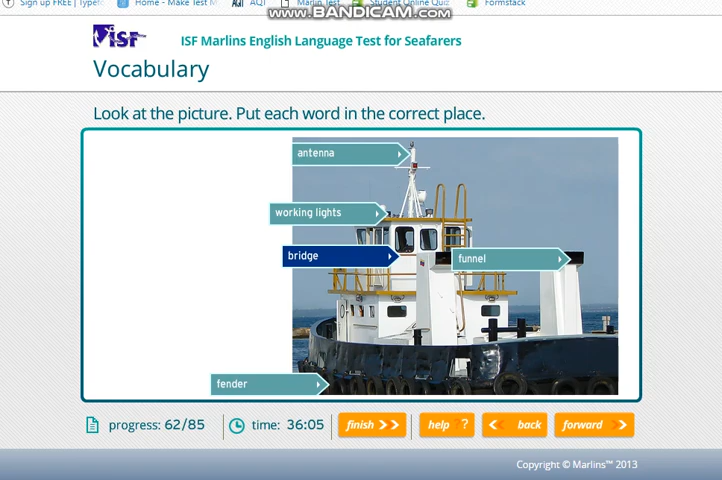 Sign up FREE | Typef
Home - Make Test M
AQI
AQT
Marlin Test
Student Online Quiz
Formstack
www.BANDICAM.com
ISF
ISF Marlins English Language Test for Seafarers
Vocabulary
Look at the picture. Put each word in the correct place.
antenna
working lights
bridge
funnel
fender
progress: 62/85
time: 36:05
finish
help ??
back
forward
Copyright © Marlins™ 2013